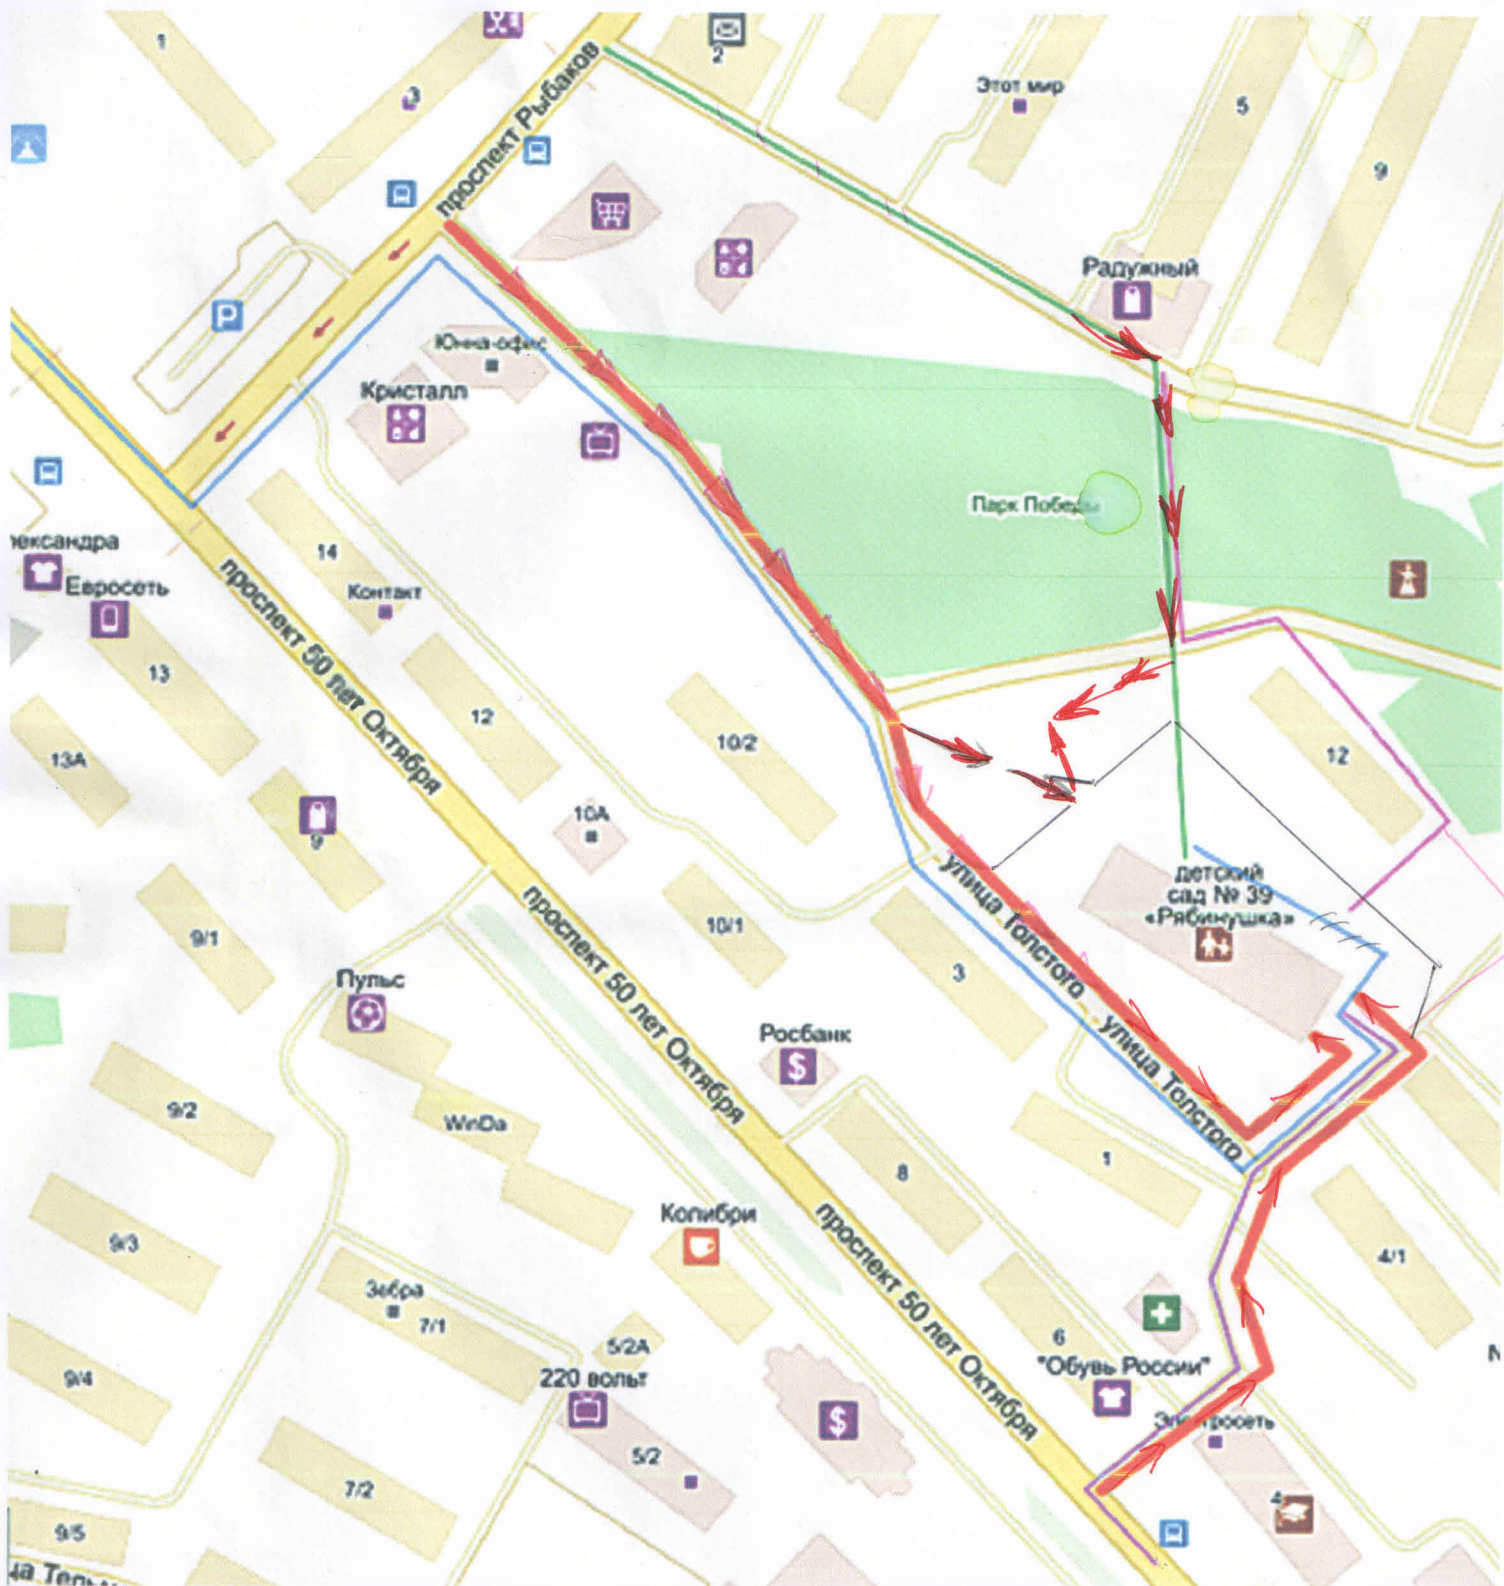 1
3
проспект Рыбаков
2
Этот мир
5
9
P
Радужный
Юнна-офис
Кристалл
Парк Победы
14
Контакт
Евросеть
13
проспект 50 лет Октября
12
10/2
12
13А
9
10А
улица Толстого
детский
сад № 39
«Рябинушка»
10/1
проспект 50 лет Октября
9/1
3
Пульс
улица Толстого
Росбанк
$
9/2
WinDa
8
1
Колибри
проспект 50 лет Октября
9/3
4/1
Зебра
7/1
5/2А
6
"Обувь России"
9/4
220 вольт
$
Электросеть
5/2
7/2
4
9/5